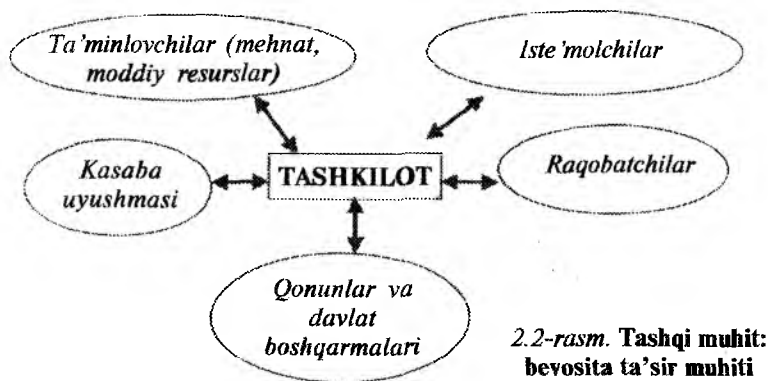 Ta'minlovchilar (mehnat,
moddiy resurslar)
Iste'molchilar
Kasaba
uyushmasi
TASHKILOT
Raqobatchilar
Qonunlar va
davlat
boshqarmalari
2.2-rasm. Tashqi muhit:
bevosita ta'sir muhiti